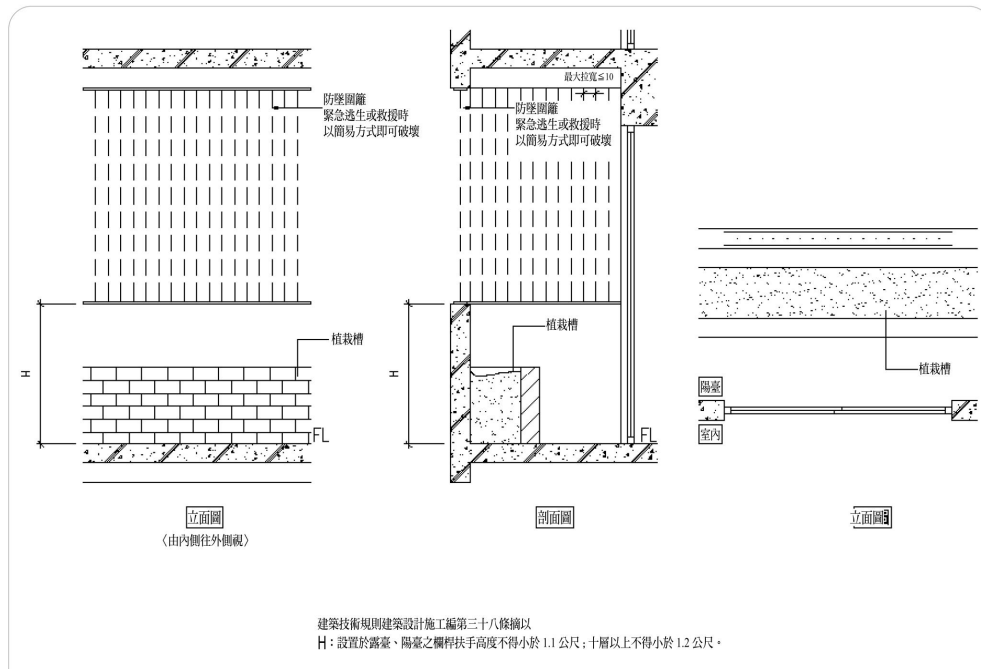 防墜圍籬
緊急逃生或救援時
以簡易方式即可破壞
植栽槽
H
FL
立面圖
〈由內側往外側視〉
最大拉寬≦10
防墜圍籬
緊急逃生或救援時
以簡易方式即可破壞
植栽槽
H
FL
剖面圖
植栽槽
陽臺
室內
立面圖
建築技術規則建築設計施工編第三十八條摘以
H：設置於露臺、陽臺之欄桿扶手高度不得小於 1.1 公尺；十層以上不得小於 1.2 公尺。